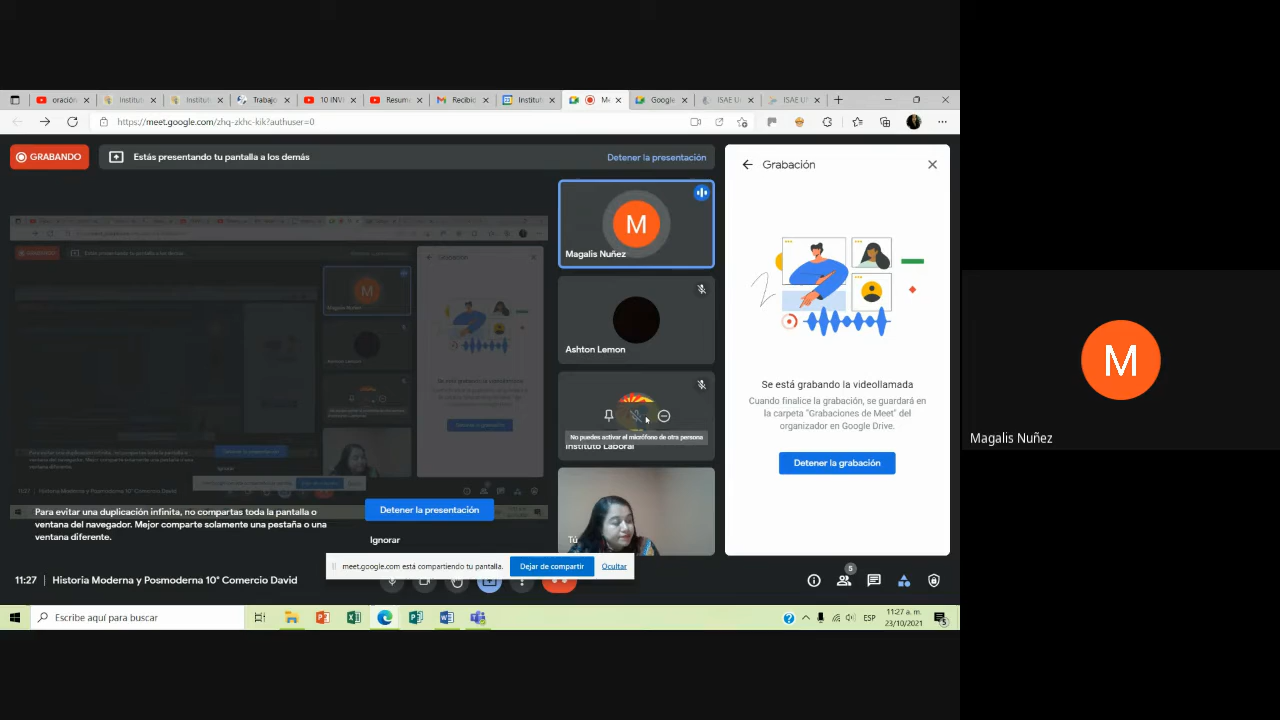 oración
Institut
Institut
Trabajo
10 INV
Resum
Recibid
Institut
Me
Google
ISAE U
ISAE U
https://meet.google.com/zhq-zkhc-kik?authuser=0
GRABANDO
Estás presentando tu pantalla a los demás
Detener la presentación
Magalis Nuñez
M
Ashton Lemon
No puedes activar el micrófono de otra persona
Instituto Laboral
Tú
Grabación
Se está grabando la videollamada
Cuando finalice la grabación, se guardará en
la carpeta "Grabaciones de Meet" del
organizador en Google Drive.
Detener la grabación
Para evitar una duplicación infinita, no compartas toda la pantalla o
ventana del navegador. Mejor comparte solamente una pestaña o una
ventana diferente.
Detener la presentación
Ignorar
meet.google.com está compartiendo tu pantalla.
Dejar de compartir
Ocultar
11:27 | Historia Moderna y Posmoderna 10° Comercio David
5
Escribe aquí para buscar
ESP
11:27 a. m.
23/10/2021
5
M
Magalis Nuñez